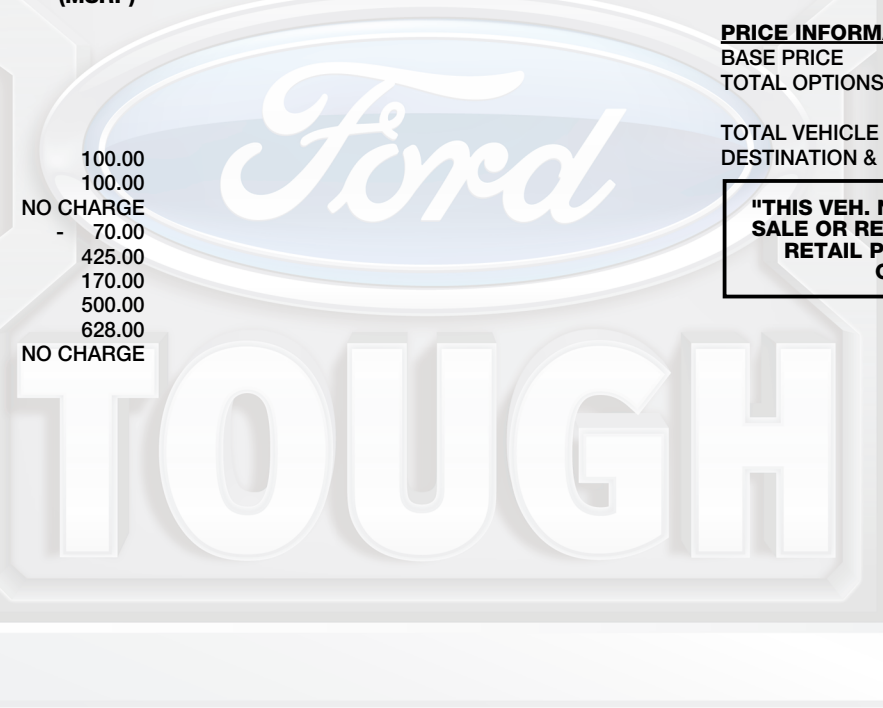 (MSRP)
100.00
100.00
NO CHARGE
- 70.00
425.00
170.00
500.00
628.00
NO CHARGE
PRICE INFORMA
BASE PRICE
TOTAL OPTIONS
TOTAL VEHICLE
DESTINATION &
"THIS VEH.
SALE OR RE
RETAIL P
Ford
TOUGH